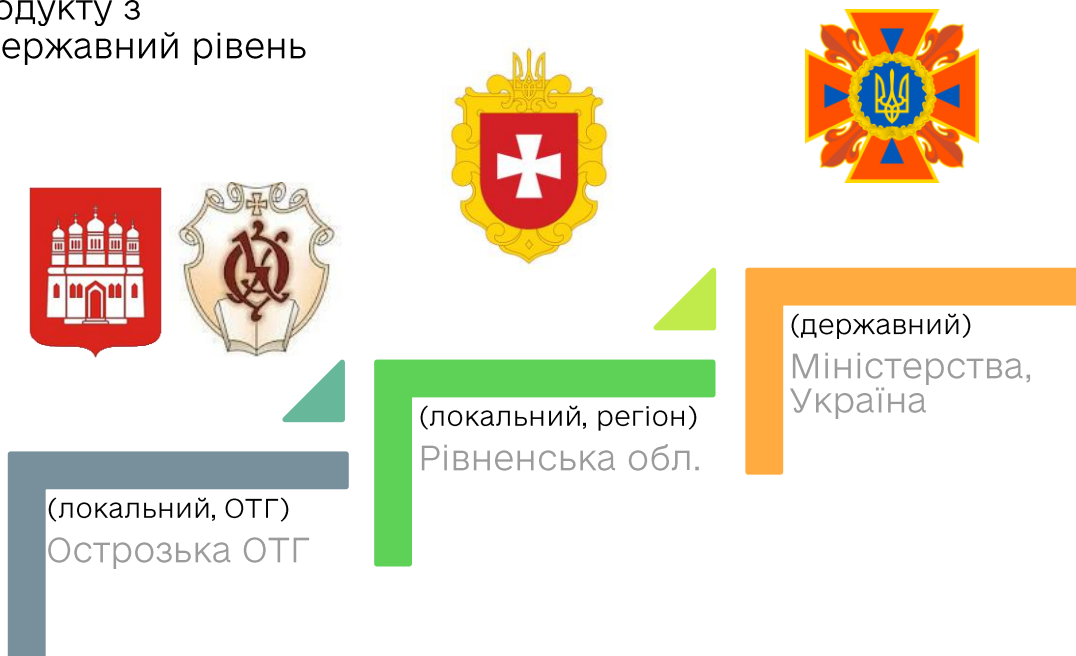 одукту з
ержавний рівень
(державний)
Міністерства,
Україна
(локальний, регіон)
Рівненська обл.
(локальний, ОТГ)
Острозька ОТГ